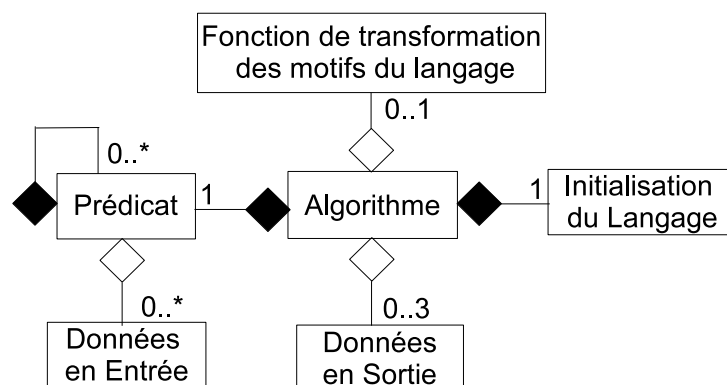 Fonction de transformation
des motifs du langage
0..1
0..*
Prédicat
1
Algorithme
1
Initialisation
du Langage
0..*
0..3
Données
en Entrée
Données
en Sortie